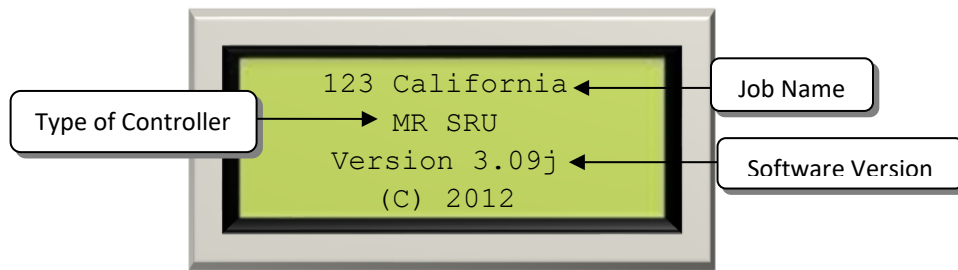 123 California
Job Name
Type of Controller
MR SRU
Version 3.09j
Software Version
(C) 2012